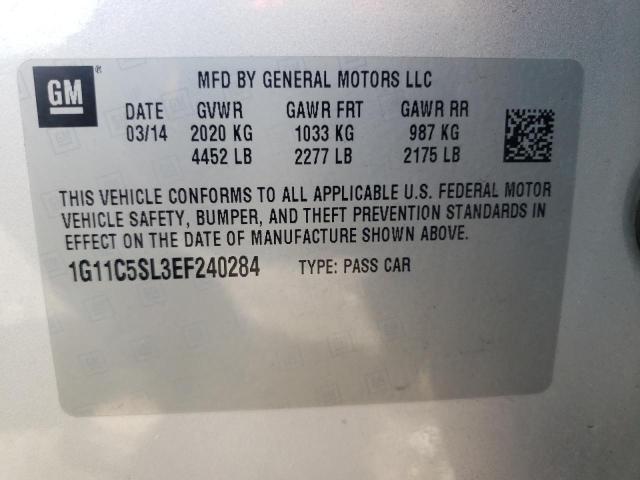 GM® MFD BY GENERAL MOTORS LLC
DATE GVWR GAWR FRT GAWR RR
03/14 2020 KG 1033 KG 987 KG
4452 LB 2277 LB 2175 LB
THIS VEHICLE CONFORMS TO ALL APPLICABLE U.S. FEDERAL MOTOR
VEHICLE SAFETY, BUMPER, AND THEFT PREVENTION STANDARDS IN
EFFECT ON THE DATE OF MANUFACTURE SHOWN ABOVE.
1G11C5SL3EF240284 TYPE: PASS CAR